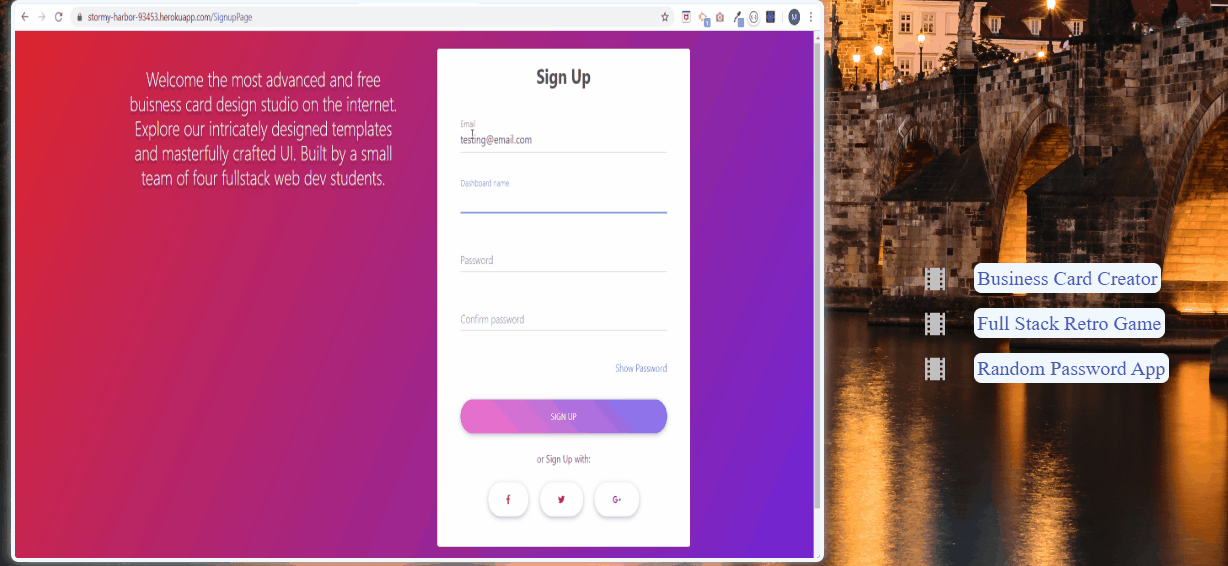 stormy-harbor-93453.herokuapp.com/SignupPage
M
Welcome the most advanced and free
buisness card design studio on the internet.
Explore our intricately designed templates
and masterfully crafted UI. Built by a small
team of four fullstack web dev students.
Sign Up
Email
testing@email.com
Dashboard name
Password
Confirm password
Show Password
SIGN UP
or Sign Up with:
Business Card Creator
Full Stack Retro Game
Random Password App